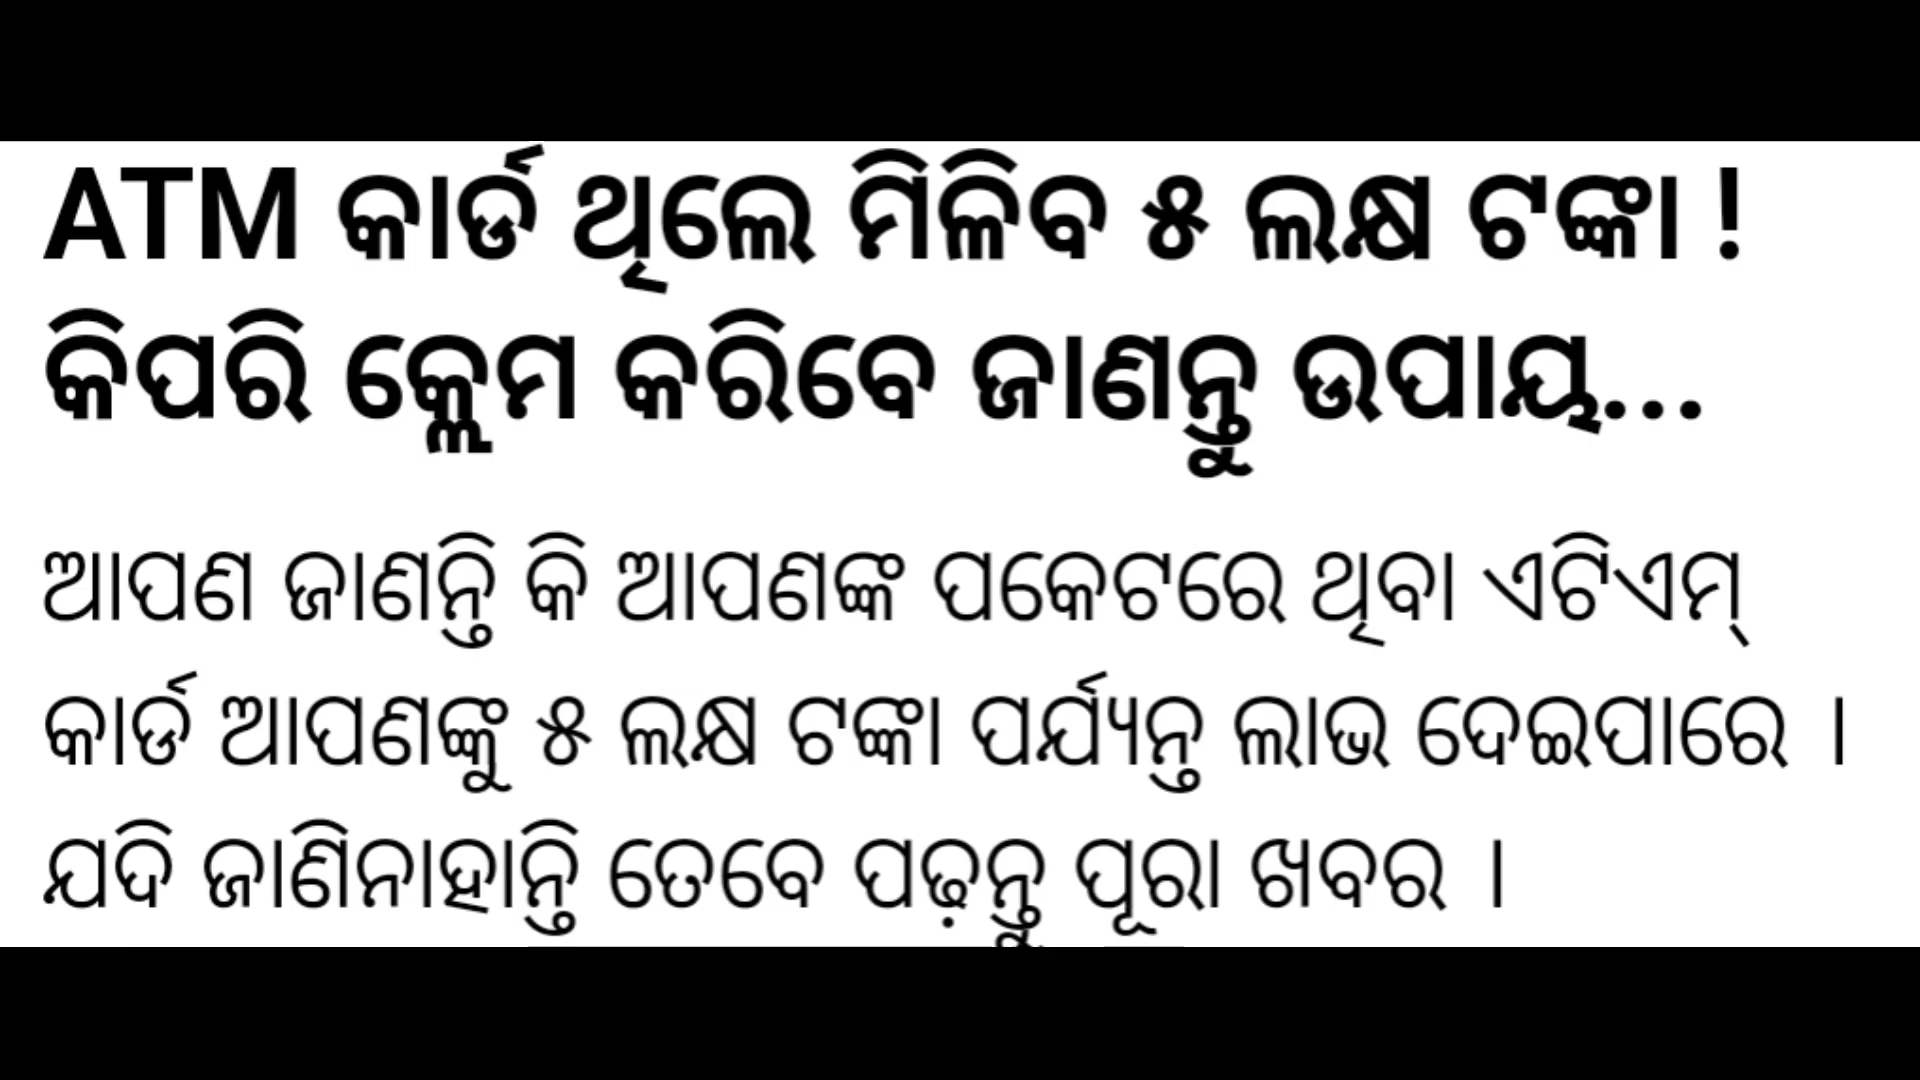 ATM କାର୍ଡ ଥିଲେ ମିଳିବ ୫ ଲକ୍ଷ ଟଙ୍କା !
କିପରି କ୍ଲେମ କରିବେ ଜାଣନ୍ତୁ ଉପାୟ...
ଆପଣ ଜାଣନ୍ତି କି ଆପଣଙ୍କ ପକେଟରେ ଥିବା ଏଟିଏମ୍
କାର୍ଡ ଆପଣଙ୍କୁ ୫ ଲକ୍ଷ ଟଙ୍କା ପର୍ଯ୍ୟନ୍ତ ଲାଭ ଦେଇପାରେ ।
ଯଦି ଜାଣିନାହାନ୍ତି ତେବେ ପଢ଼ନ୍ତୁ ପୂରା ଖବର ।